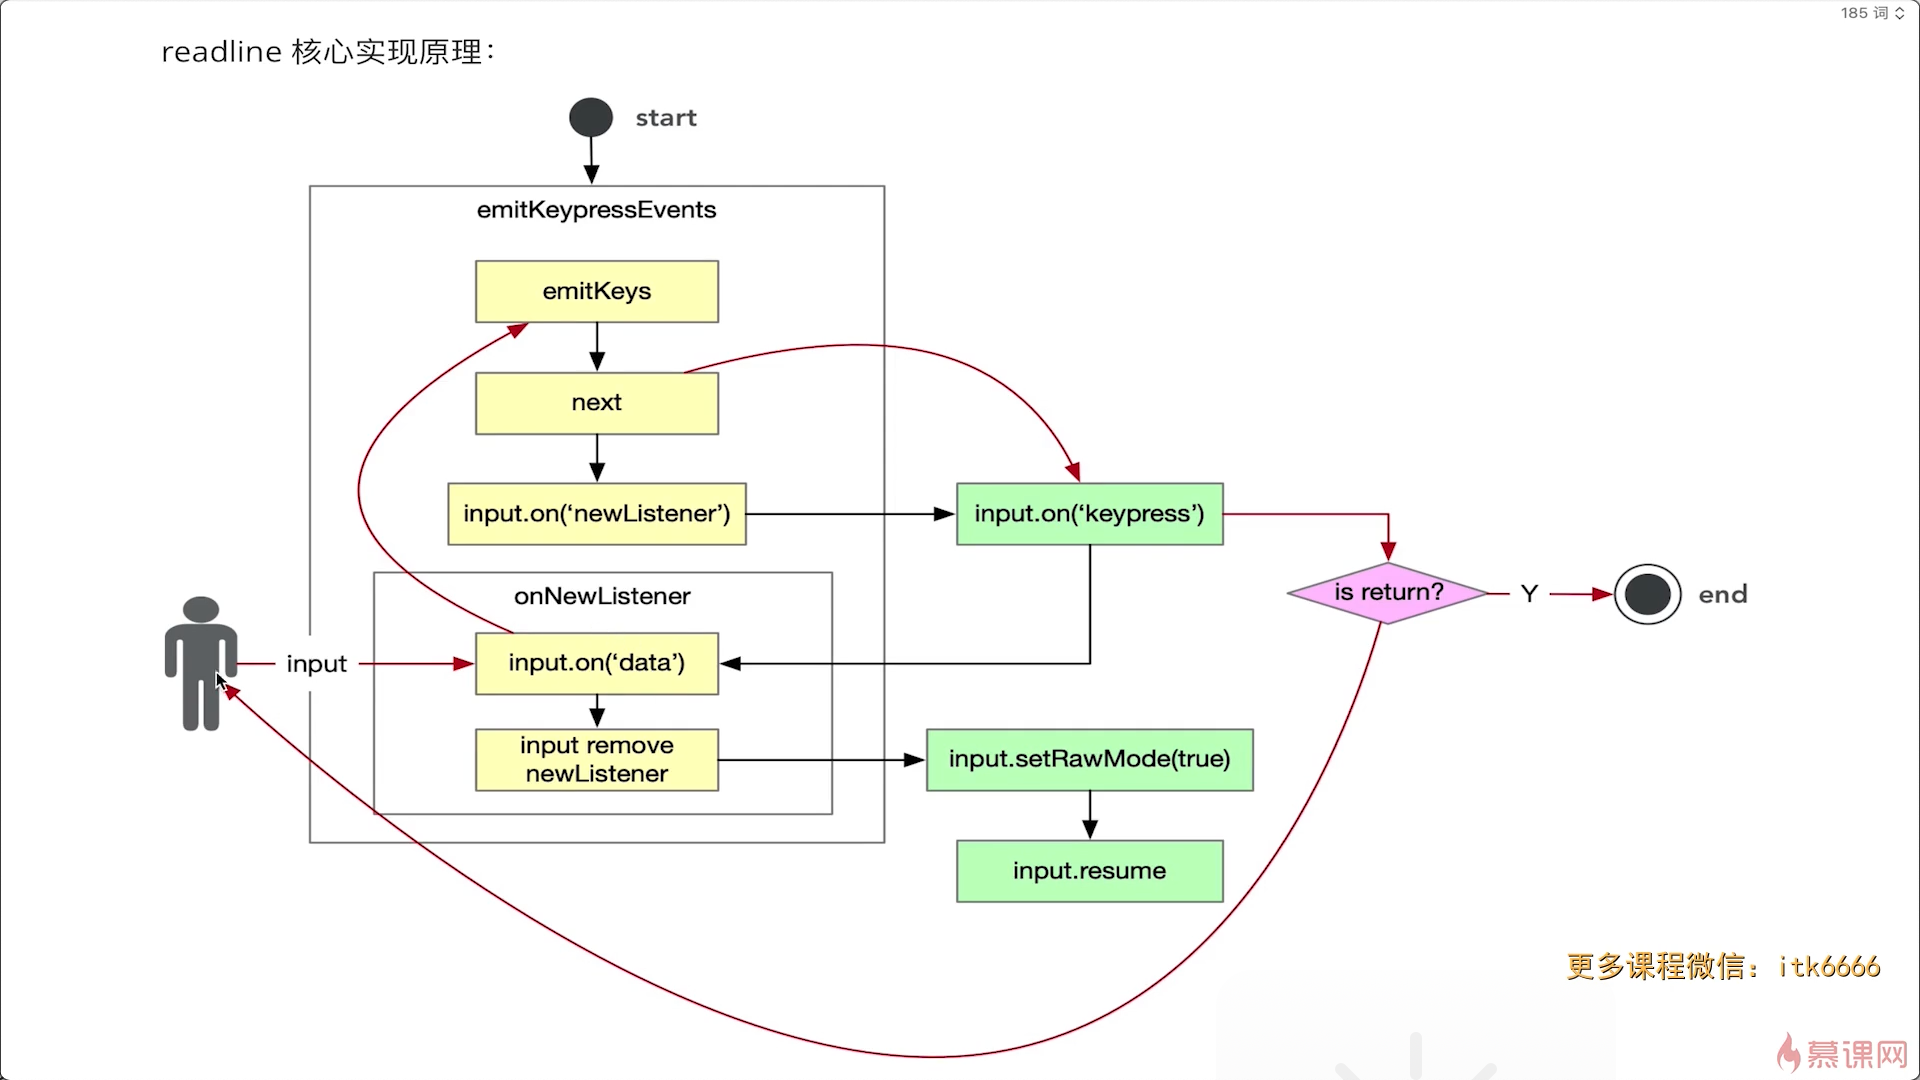 185 词
readline 核心实现原理：
start
emitKeypressEvents
emitKeys
next
input.on(‘newListener’)
input.on(‘keypress’)
is return?
Y
end
onNewListener
input
input.on(‘data’)
input remove
newListener
input.setRawMode(true)
input.resume
更多课程微信：itk6666
慕课网